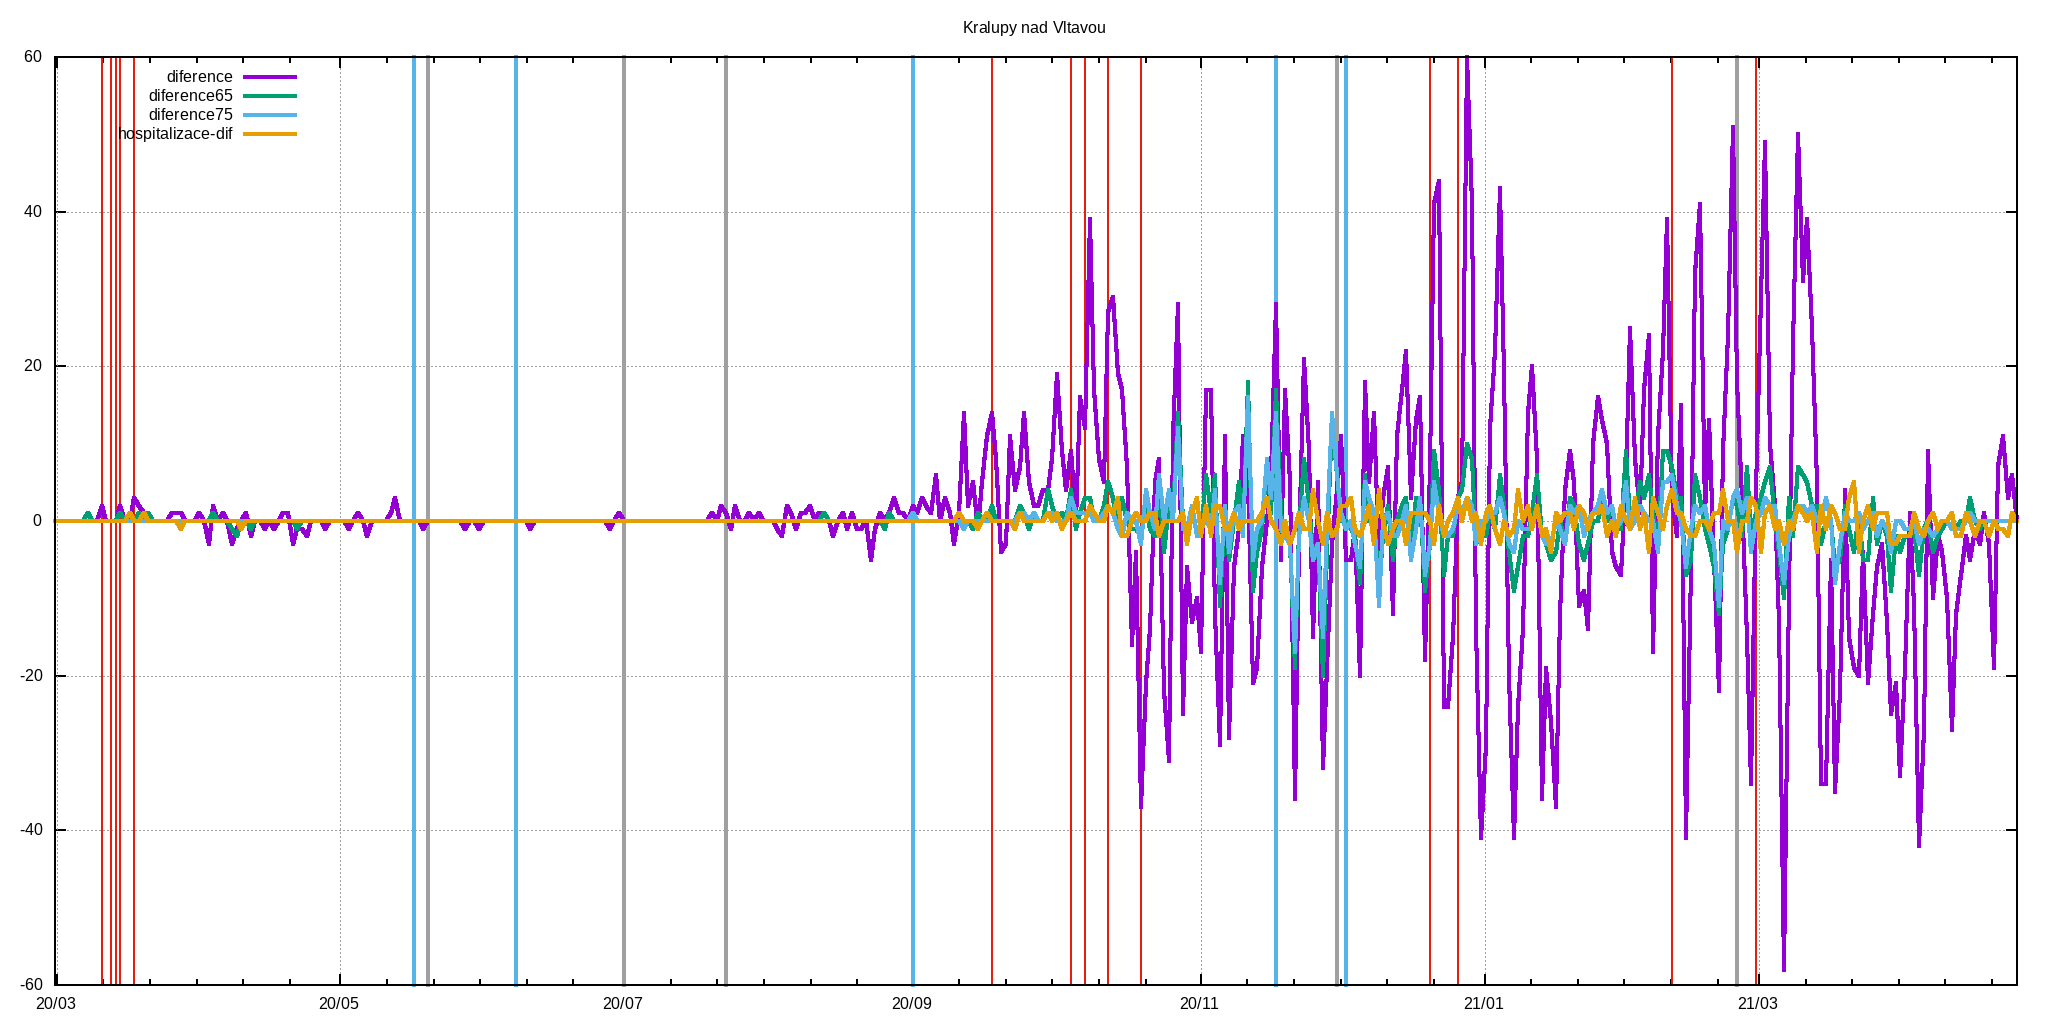 Kralupy nad Vltavou
60
diference
diference65
diference75
hospitalizace-dif
40
20
0
-20
-40
-60
20/03 20/05 20/07 20/09 20/11 21/01 21/03